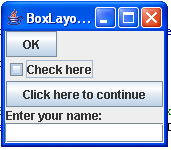 BoxLayo...
OK
Check here
Click here to continue
Enter your name: